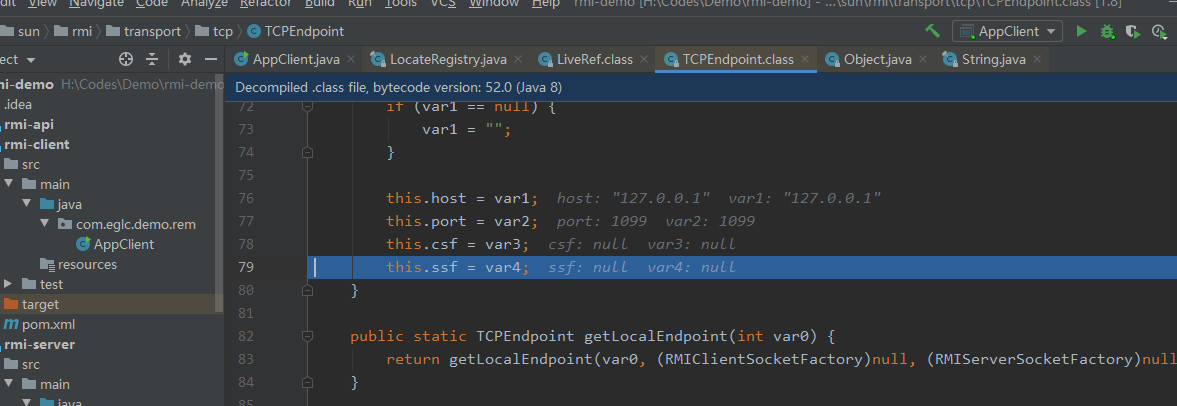 dit View Navigate Code Analyze Refactor Build Run Tools VCS Window Help rmi-demo [H:\Codes\Demo\rmi-demo] - ...\sun\rmi\transport\tcp\TCPEndpoint.class [1.8]
sun rmi transport tcp TCPEndpoint AppClient
ect AppClient.java LocateRegistry.java LiveRef.class TCPEndpoint.class Object.java String.java
mi-demo H:\Codes\Demo\rmi-demo
Decompiled .class file, bytecode version: 52.0 (Java 8)
.idea
rmi-api
rmi-client
src
main
java
com.eglc.demo.rem
AppClient
resources
test
target
pom.xml
rmi-server
src
main
java
72 if (var1 == null) {
73 var1 = "";
74 }
75
76 this.host = var1; host: "127.0.0.1" var1: "127.0.0.1"
77 this.port = var2; port: 1099 var2: 1099
78 this.csf = var3; csf: null var3: null
79 this.ssf = var4; ssf: null var4: null
80 }
81
82 public static TCPEndpoint getLocalEndpoint(int var0) {
83 return getLocalEndpoint(var0, (RMIClientSocketFactory)null, (RMIServerSocketFactory)null
84 }
85